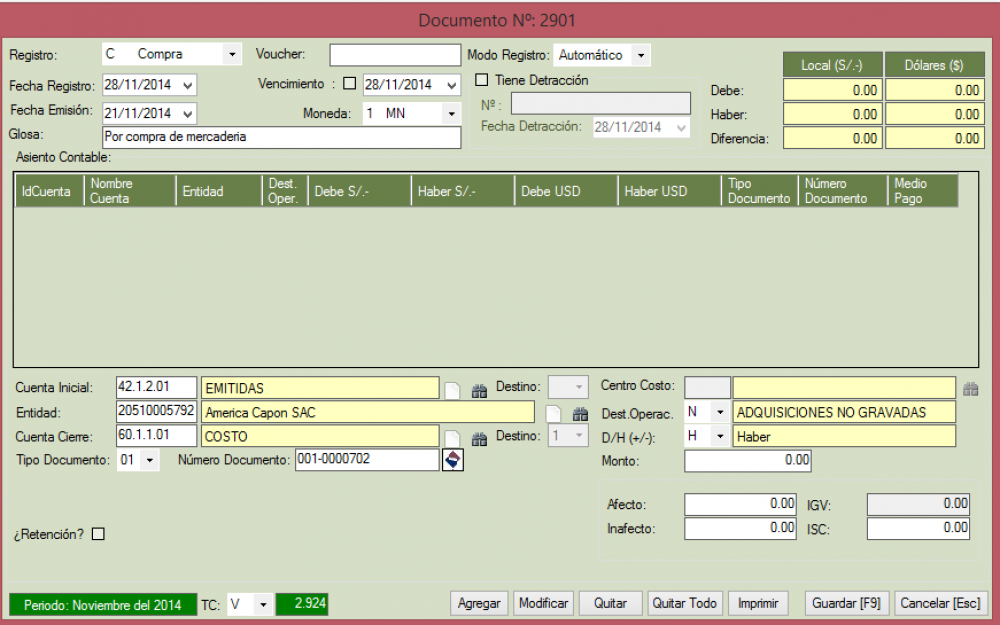 Documento Nº: 2901
Registro: C Compra Voucher: Modo Registro: Automático
Local (S/.-) Dólares ($)
Fecha Registro: 28/11/2014 Vencimiento : 28/11/2014 Tiene Detracción
Debe: 0.00 0.00
Fecha Emisión: 21/11/2014 Moneda: 1 MN Nº :
Haber: 0.00 0.00
Glosa: Por compra de mercaderia Fecha Detracción: 28/11/2014
Diferencia: 0.00 0.00
Asiento Contable:
IdCuenta Nombre Cuenta Entidad Dest. Oper. Debe S/.- Haber S/.- Debe USD Haber USD Tipo Documento Número Documento Medio Pago
Cuenta Inicial: 42.1.2.01 EMITIDAS Destino: Centro Costo:
Entidad: 20510005792 America Capon SAC Dest.Operac. N ADQUISICIONES NO GRAVADAS
Cuenta Cierre: 60.1.1.01 COSTO Destino: 1 D/H (+/-): H Haber
Tipo Documento: 01 Número Documento: 001-0000702 Monto: 0.00
Afecto: 0.00 IGV: 0.00
Inafecto: 0.00 ISC: 0.00
¿Retención?
Periodo: Noviembre del 2014 TC: V 2.924 Agregar Modificar Quitar Quitar Todo Imprimir Guardar [F9] Cancelar [Esc]